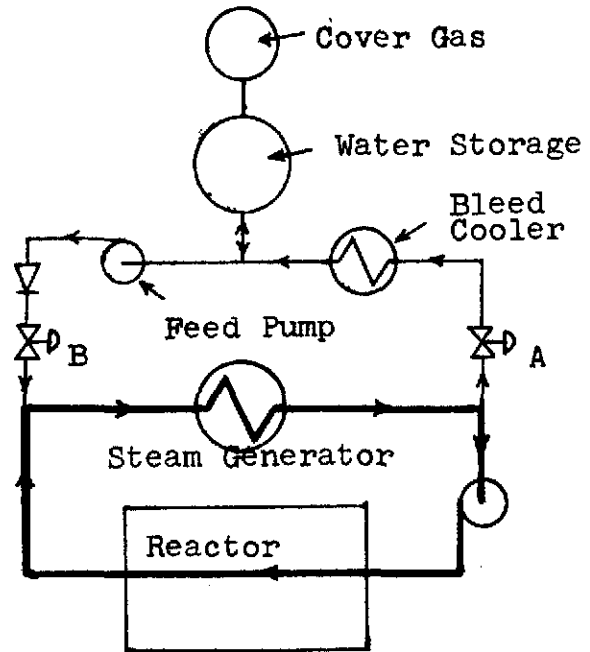 Cover Gas
Water Storage
Bleed
Cooler
Feed Pump
B
A
Steam Generator
Reactor